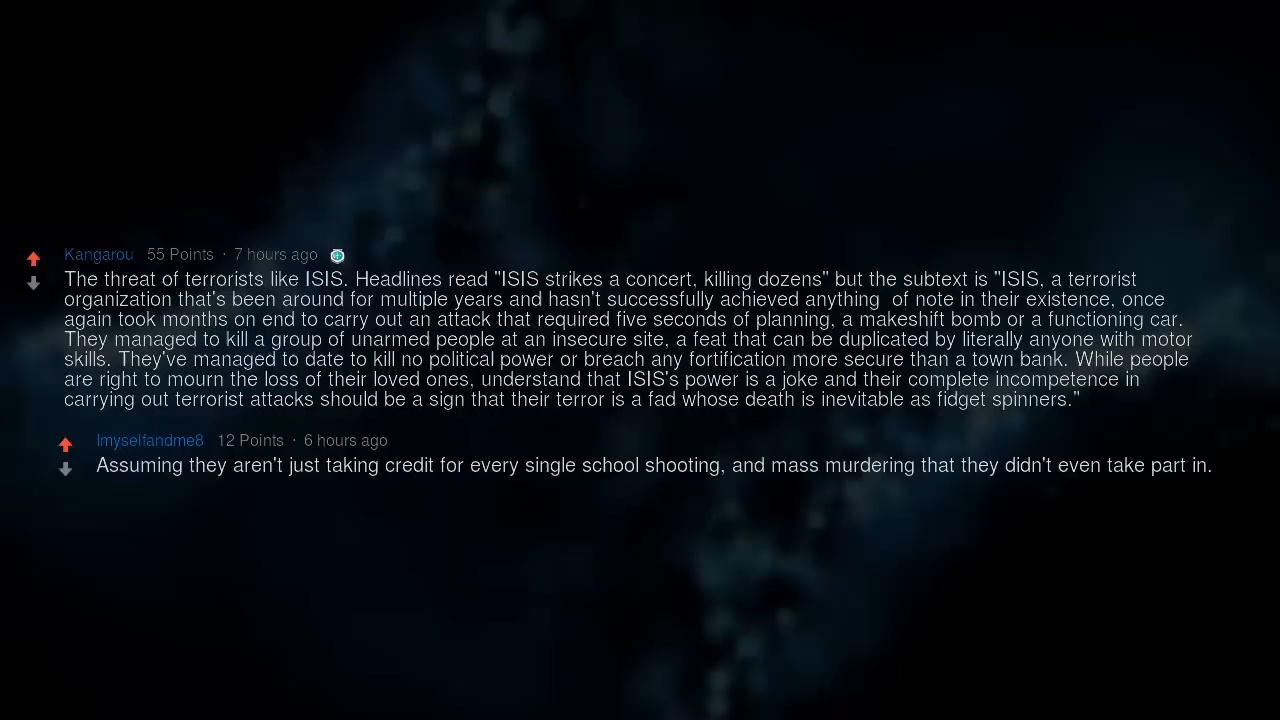 Kangarou 55 Points · 7 hours ago
The threat of terrorists like ISIS. Headlines read "ISIS strikes a concert, killing dozens" but the subtext is "ISIS, a terrorist
organization that's been around for multiple years and hasn't successfully achieved anything  of note in their existence, once
again took months on end to carry out an attack that required five seconds of planning, a makeshift bomb or a functioning car.
They managed to kill a group of unarmed people at an insecure site, a feat that can be duplicated by literally anyone with motor
skills. They've managed to date to kill no political power or breach any fortification more secure than a town bank. While people
are right to mourn the loss of their loved ones, understand that ISIS's power is a joke and their complete incompetence in
carrying out terrorist attacks should be a sign that their terror is a fad whose death is inevitable as fidget spinners."
Imyselfandme8 12 Points · 6 hours ago
Assuming they aren't just taking credit for every single school shooting, and mass murdering that they didn't even take part in.